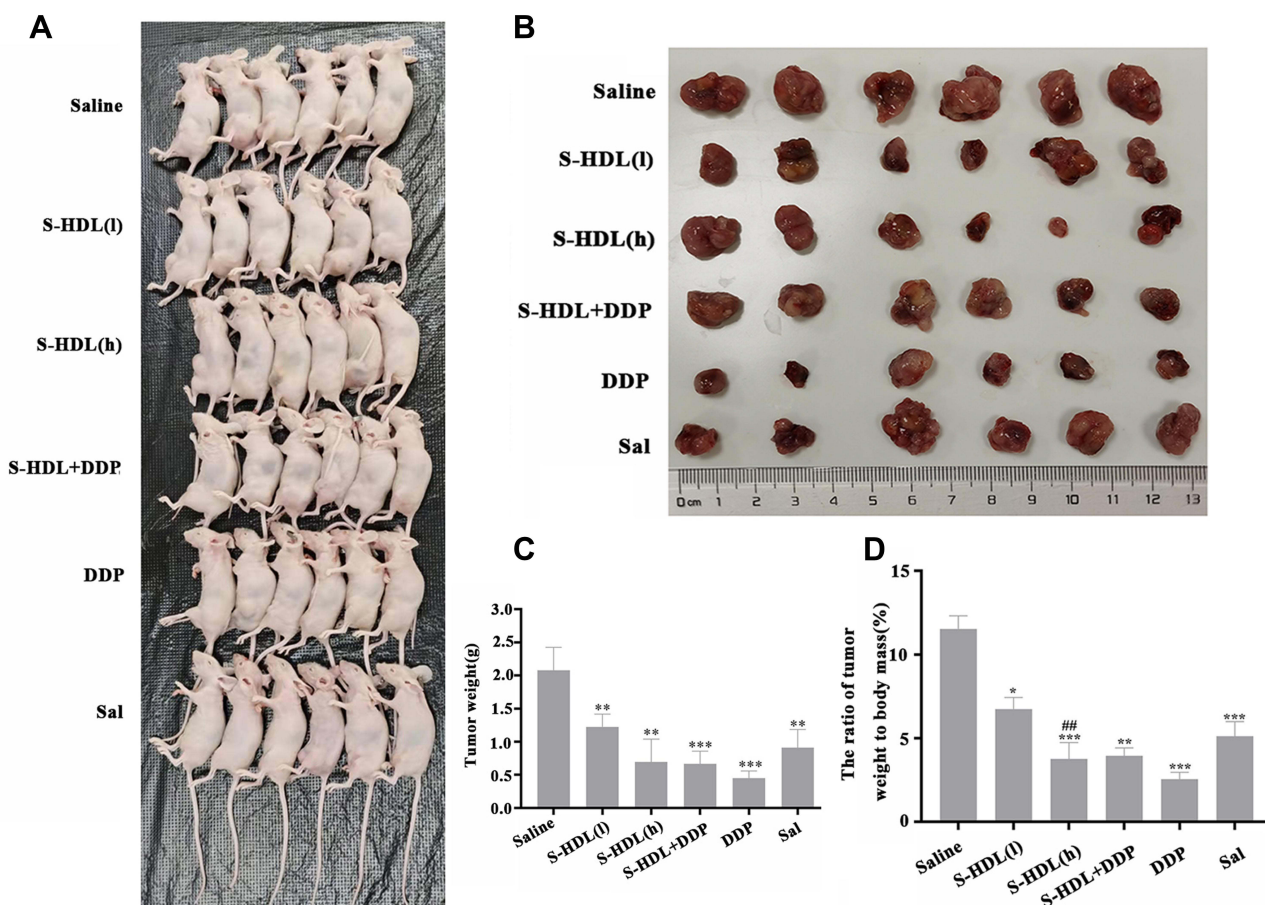 A
Saline
S-HDL(l)
S-HDL(h)
S-HDL+DDP
DDP
Sal
B
Saline
S-HDL(l)
S-HDL(h)
S-HDL+DDP
DDP
Sal
0 cm 1 2 3 4 5 6 7 8 9 10 11 12 13
C
Tumor weight(g)
3.0
2.5
2.0
1.5
1.0
0.5
0.0
** ** *** *** **
Saline S-HDL(l) S-HDL(h) S-HDL+DDP DDP Sal
D
The ratio of tumor
weight to body mass(%)
15
10
5
0
* ## *** ** *** ***
Saline S-HDL(l) S-HDL(h) S-HDL+DDP DDP Sal